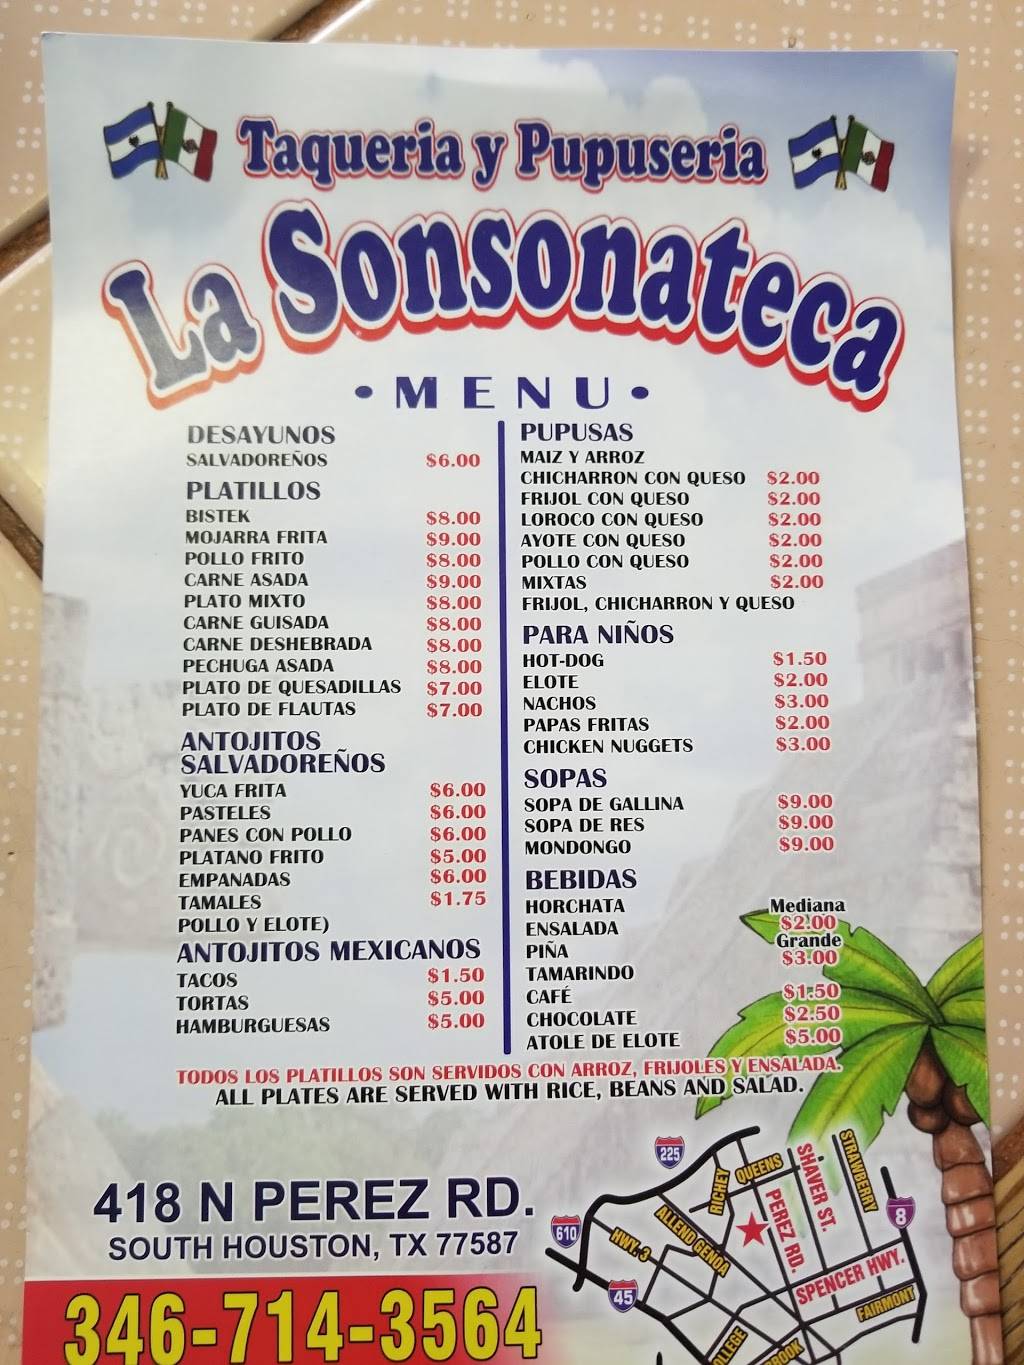 Taqueria y Pupuseria
La Sonsonateca
• MENU •
DESAYUNOS
SALVADOREÑOS $6.00
PLATILLOS
BISTEK $8.00
MOJARRA FRITA $9.00
POLLO FRITO $8.00
CARNE ASADA $9.00
PLATO MIXTO $8.00
CARNE GUISADA $8.00
CARNE DESHEBRADA $8.00
PECHUGA ASADA $8.00
PLATO DE QUESADILLAS $7.00
PLATO DE FLAUTAS $7.00
ANTOJITOS
SALVADOREÑOS
YUCA FRITA $6.00
PASTELES $6.00
PANES CON POLLO $6.00
PLATANO FRITO $5.00
EMPANADAS $6.00
TAMALES $1.75
POLLO Y ELOTE)
ANTOJITOS MEXICANOS
TACOS $1.50
TORTAS $5.00
HAMBURGUESAS $5.00
PUPUSAS
MAIZ Y ARROZ
CHICHARRON CON QUESO $2.00
FRIJOL CON QUESO $2.00
LOROCO CON QUESO $2.00
AYOTE CON QUESO $2.00
POLLO CON QUESO $2.00
MIXTAS $2.00
FRIJOL, CHICHARRON Y QUESO
PARA NIÑOS
HOT-DOG $1.50
ELOTE $2.00
NACHOS $3.00
PAPAS FRITAS $2.00
CHICKEN NUGGETS $3.00
SOPAS
SOPA DE GALLINA $9.00
SOPA DE RES $9.00
MONDONGO $9.00
BEBIDAS
HORCHATA Mediana
ENSALADA $2.00
PIÑA Grande
TAMARINDO $3.00
CAFÉ $1.50
CHOCOLATE $2.50
ATOLE DE ELOTE $5.00
TODOS LOS PLATILLOS SON SERVIDOS CON ARROZ, FRIJOLES Y ENSALADA.
ALL PLATES ARE SERVED WITH RICE, BEANS AND SALAD.
418 N PEREZ RD.
SOUTH HOUSTON, TX 77587
346-714-3564
225
RICHEY
QUEENS
SHAVER ST.
STRAWBERRY
610
HWY. 3
ALLEND GENOA
PEREZ RD.
8
45
SPENCER HWY.
FAIRMONT